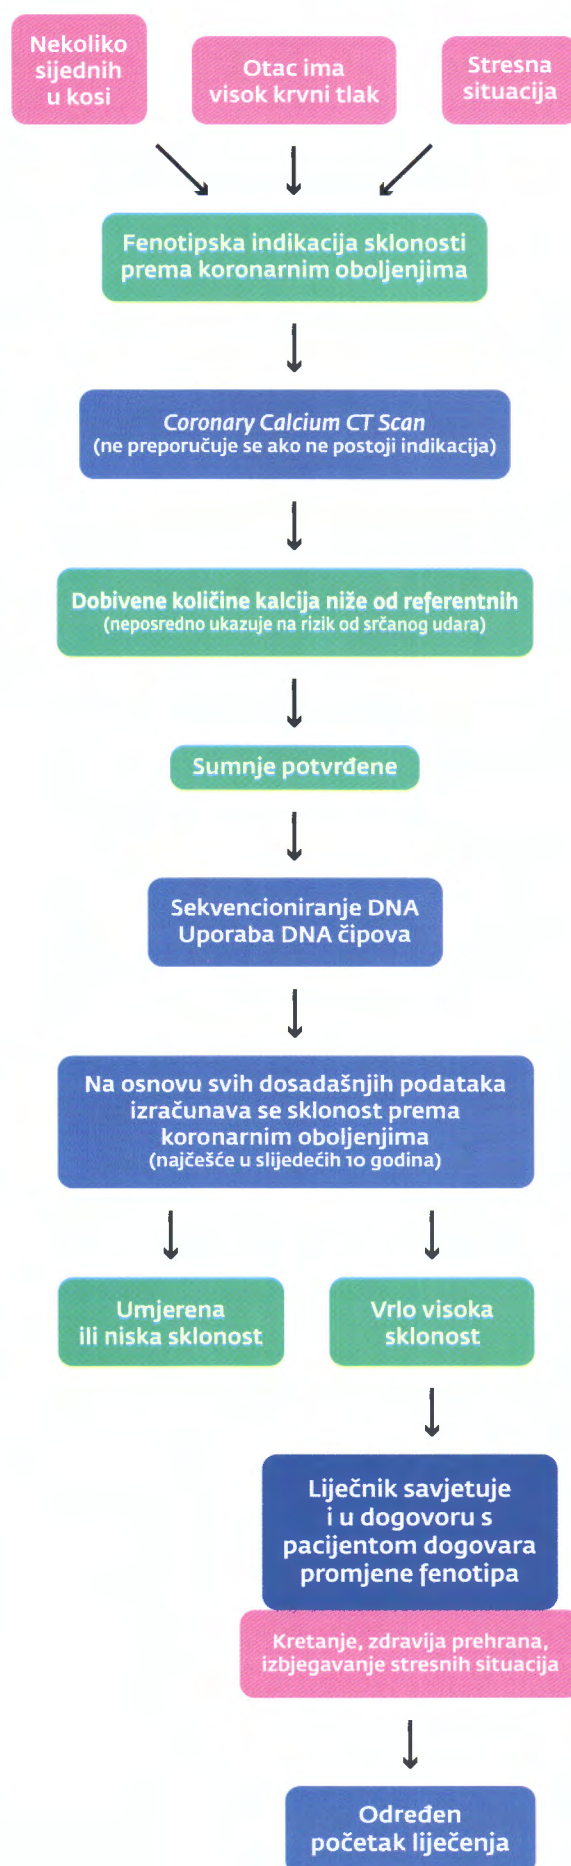 Nekoliko
sijednih
u kosi
Otac ima
visok krvni tlak
Stresna
situacija
Fenotipska indikacija sklonosti
prema koronarnim oboljenjima
Coronary Calcium CT Scan
(ne preporučuje se ako ne postoji indikacija)
Dobivene količine kalcija niže od referentnih
(neposredno ukazuje na rizik od srčanog udara)
Sumnje potvrđene
Sekvencioniranje DNA
Uporaba DNA čipova
Na osnovu svih dosadašnjih podataka
izračunava se sklonost prema
koronarnim oboljenjima
(najčešće u slijedećih 10 godina)
Umjerena
ili niska sklonost
Vrlo visoka
sklonost
Liječnik savjetuje
i u dogovoru s
pacijentom dogovara
promjene fenotipa
Kretanje, zdravija prehrana,
izbjegavanje stresnih situacija
Određen
početak liječenja